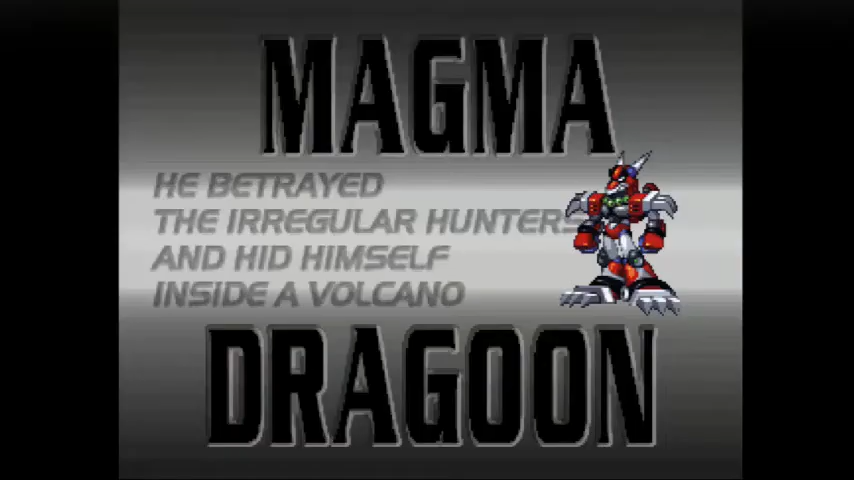 MAGMA
HE BETRAYED
THE IRREGULAR HUNTERS
AND HID HIMSELF
INSIDE A VOLCANO
DRAGOON